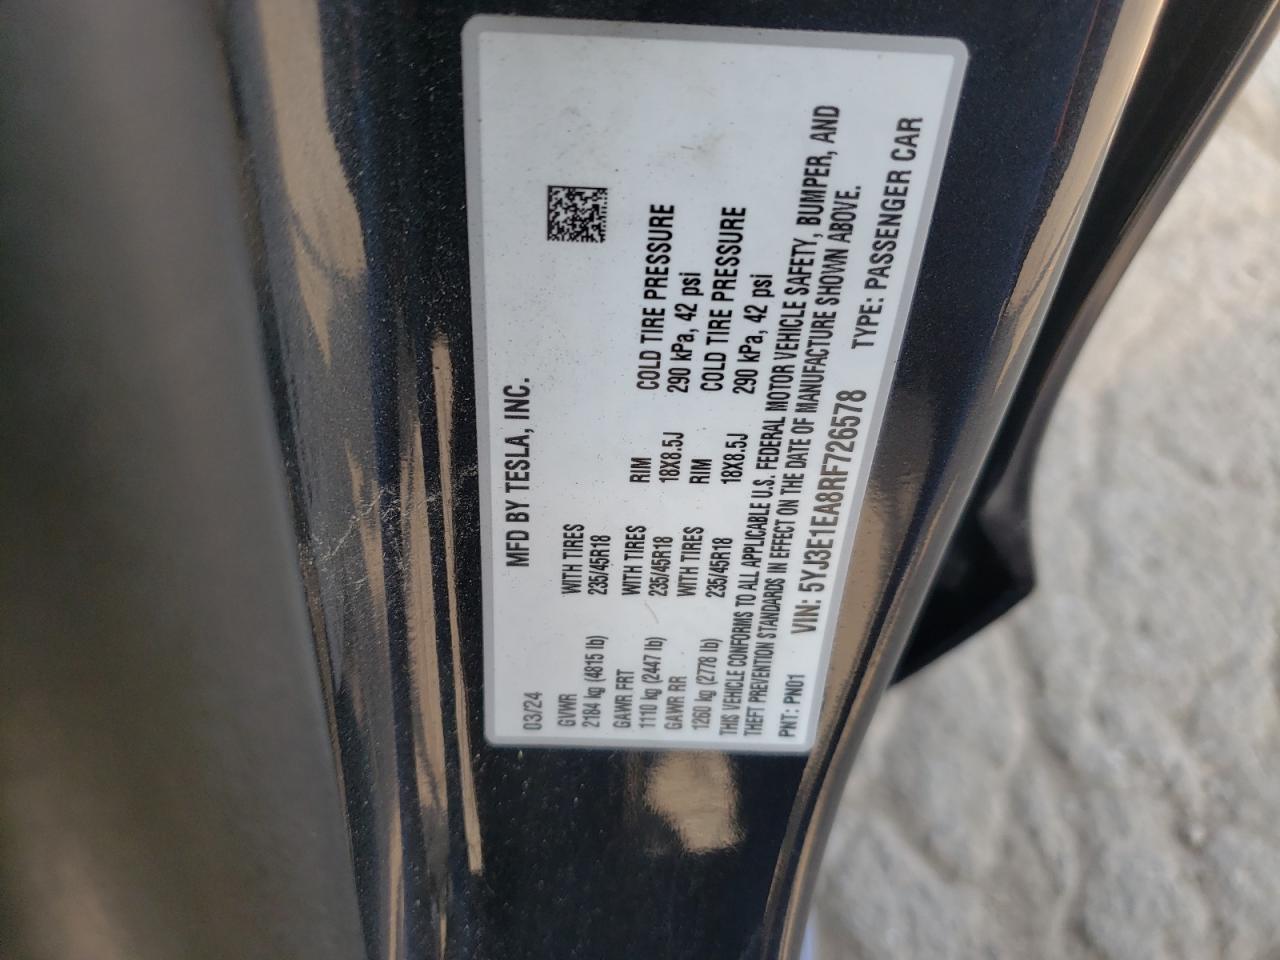 MFD BY TESLA, INC.
03/24
GVWR WITH TIRES
2184 kg (4815 lb) 235/45R18
GAWR FRT WITH TIRES RIM COLD TIRE PRESSURE
1110 kg (2447 lb) 235/45R18 18X8.5J 290 kPa, 42 psi
GAWR RR WITH TIRES RIM COLD TIRE PRESSURE
1260 kg (2778 lb) 235/45R18 18X8.5J 290 kPa, 42 psi
THIS VEHICLE CONFORMS TO ALL APPLICABLE U.S. FEDERAL MOTOR VEHICLE SAFETY, BUMPER, AND
THEFT PREVENTION STANDARDS IN EFFECT ON THE DATE OF MANUFACTURE SHOWN ABOVE.
PNT: PN01 VIN: 5YJ3E1EA8RF726578 TYPE: PASSENGER CAR